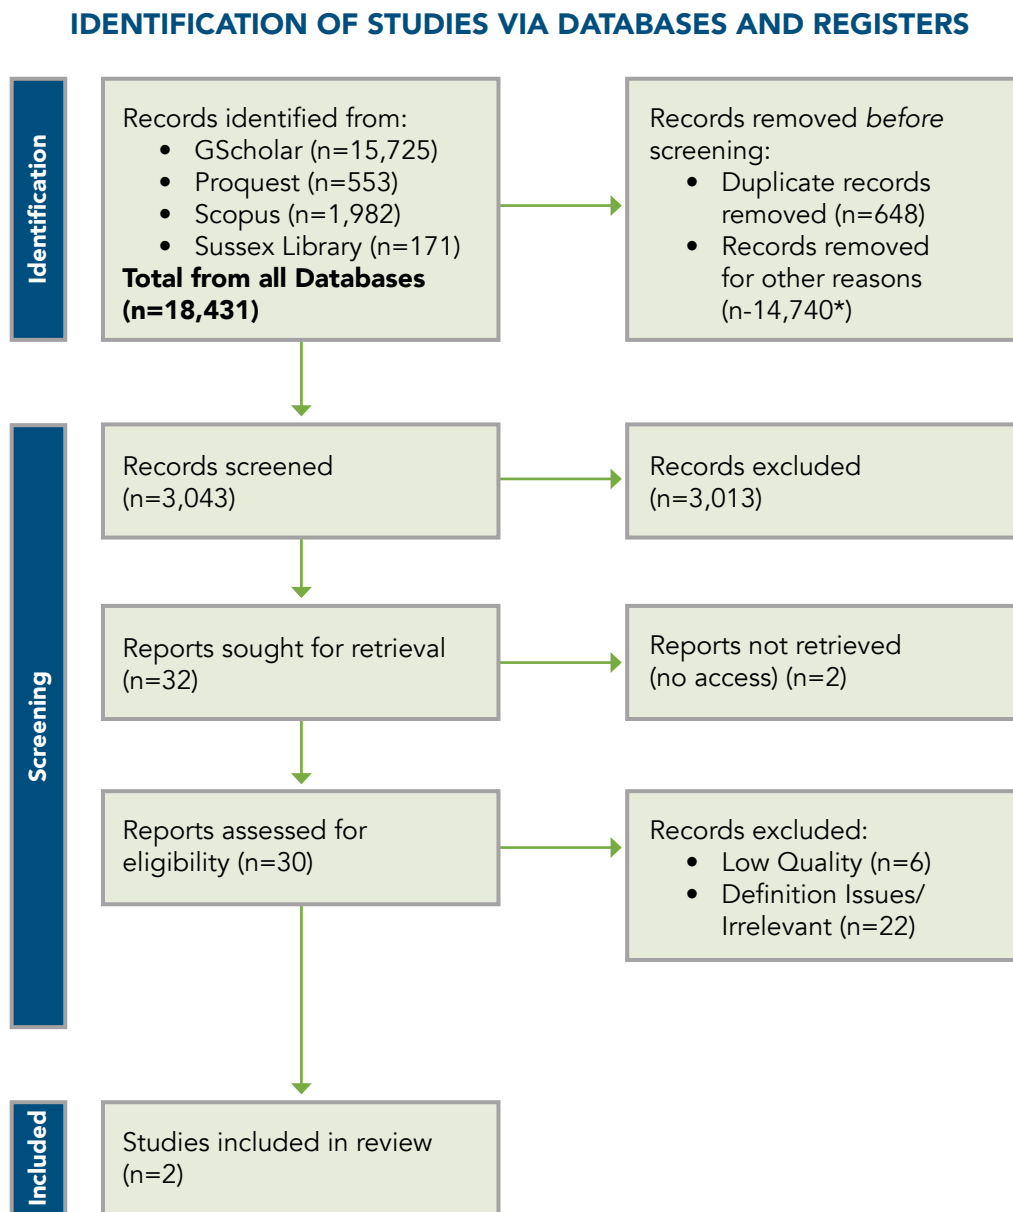 IDENTIFICATION OF STUDIES VIA DATABASES AND REGISTERS
Identification
Records identified from:
• GScholar (n=15,725)
• Proquest (n=553)
• Scopus (n=1,982)
• Sussex Library (n=171)
Total from all Databases
(n=18,431)
Records removed before
screening:
• Duplicate records
removed (n=648)
• Records removed
for other reasons
(n-14,740*)
Screening
Records screened
(n=3,043)
Records excluded
(n=3,013)
Reports sought for retrieval
(n=32)
Reports not retrieved
(no access) (n=2)
Reports assessed for
eligibility (n=30)
Records excluded:
• Low Quality (n=6)
• Definition Issues/
Irrelevant (n=22)
Included
Studies included in review
(n=2)